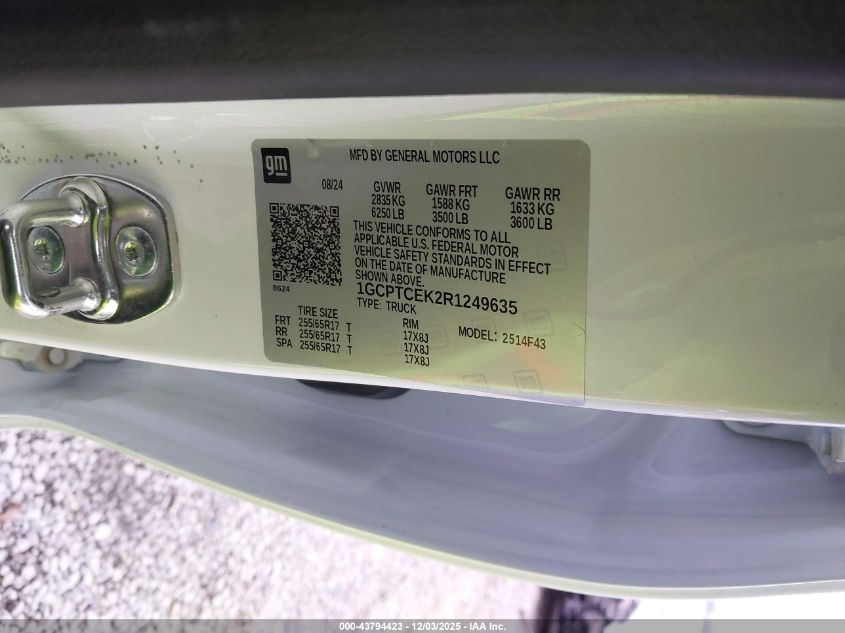 gm
MFD BY GENERAL MOTORS LLC
08/24
GVWR GAWR FRT GAWR RR
2835 KG 1588 KG 1633 KG
6250 LB 3500 LB 3600 LB
THIS VEHICLE CONFORMS TO ALL
APPLICABLE U.S. FEDERAL MOTOR
VEHICLE SAFETY STANDARDS IN EFFECT
ON THE DATE OF MANUFACTURE
SHOWN ABOVE.
8624
1GCPTCEK2R1249635
TYPE: TRUCK
TIRE SIZE RIM MODEL: 2514F43
FRT 255/65R17 T 17X8J
RR 255/65R17 T 17X8J
SPA 255/65R17 T 17X8J
000-43794423 - 12/03/2025 - IAA Inc.